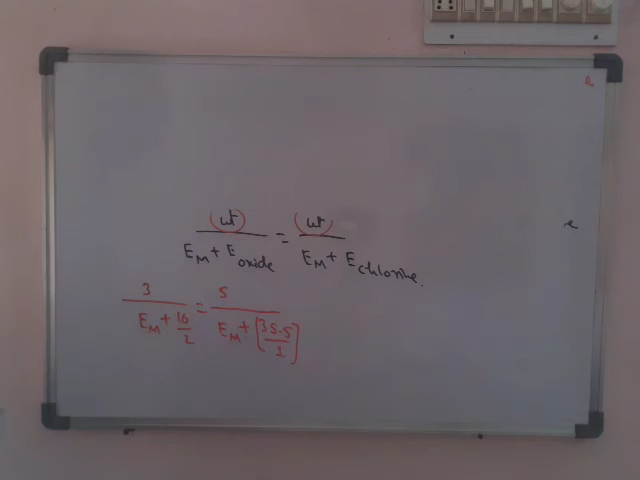 (wt) / (E_M + E_oxide) = (wt) / (E_M + E_chlorine.)
3 / (E_M + 16/2) = 5 / (E_M + [35.5/1])